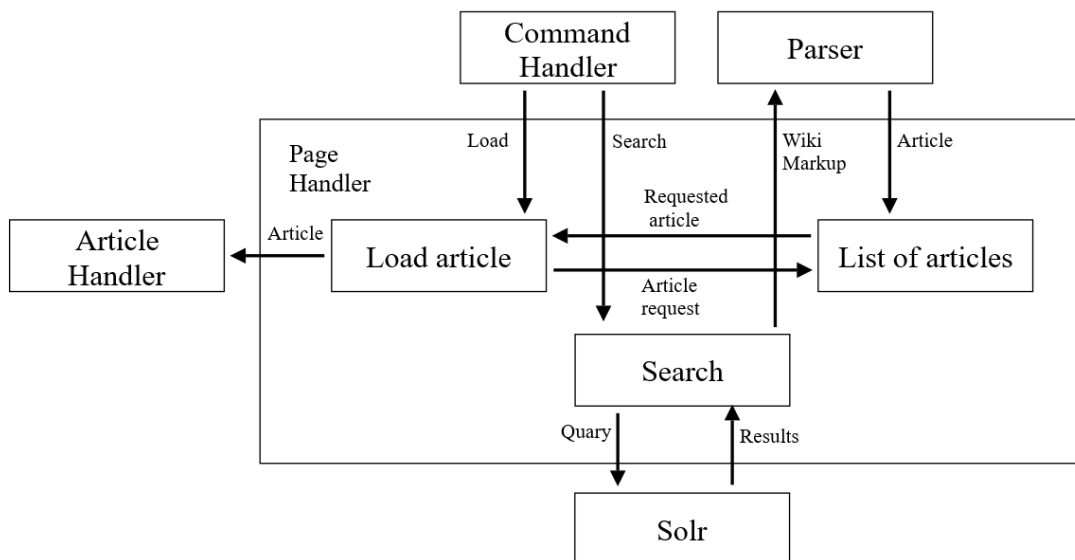 Command
Handler
Parser
Load
Search
Wiki
Markup
Article
Page
Handler
Requested
article
Article
Handler
Article
Load article
List of articles
Article
request
Search
Quary
Results
Solr